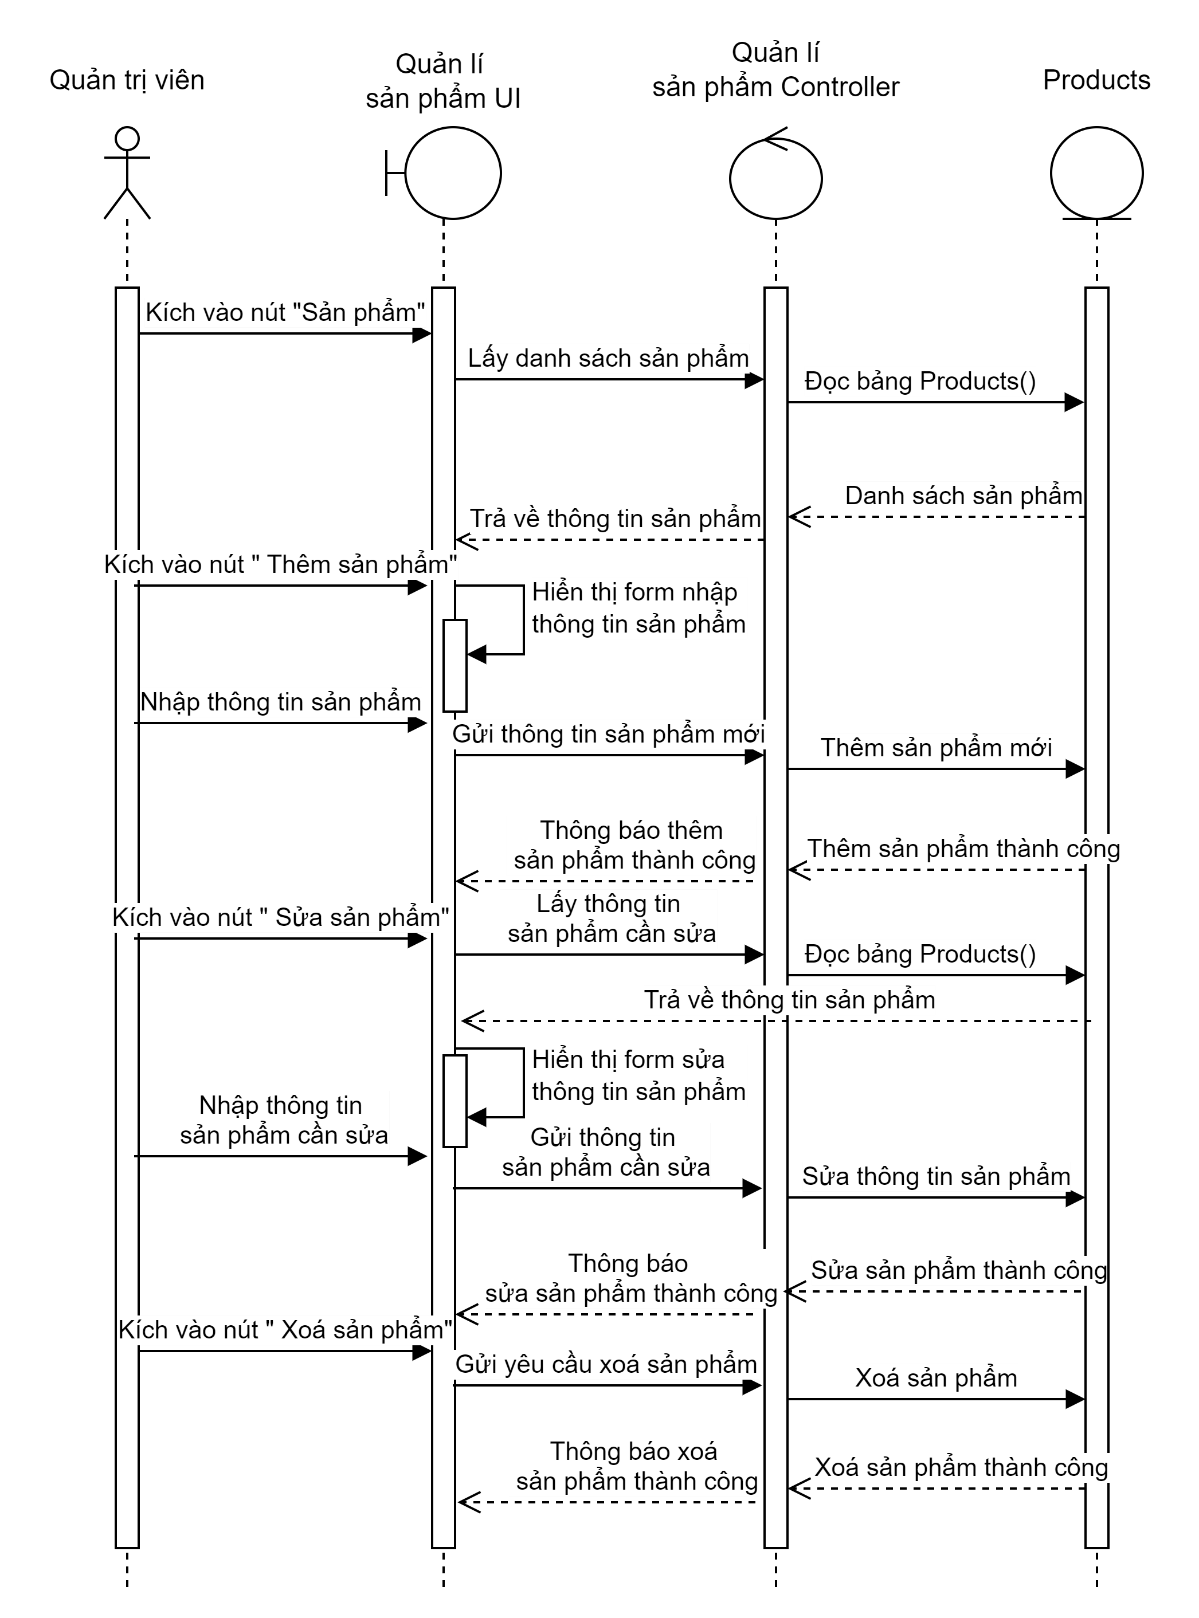 Quản trị viên
Quản lí
sản phẩm UI
Quản lí
sản phẩm Controller
Products
Kích vào nút "Sản phẩm"
Lấy danh sách sản phẩm
Đọc bảng Products()
Danh sách sản phẩm
Trả về thông tin sản phẩm
Kích vào nút " Thêm sản phẩm"
Hiển thị form nhập
thông tin sản phẩm
Nhập thông tin sản phẩm
Gửi thông tin sản phẩm mới
Thêm sản phẩm mới
Thông báo thêm
sản phẩm thành công
Thêm sản phẩm thành công
Kích vào nút " Sửa sản phẩm"
Lấy thông tin
sản phẩm cần sửa
Đọc bảng Products()
Trả về thông tin sản phẩm
Hiển thị form sửa
thông tin sản phẩm
Nhập thông tin
sản phẩm cần sửa
Gửi thông tin
sản phẩm cần sửa
Sửa thông tin sản phẩm
Thông báo
sửa sản phẩm thành công
Sửa sản phẩm thành công
Kích vào nút " Xoá sản phẩm"
Gửi yêu cầu xoá sản phẩm
Xoá sản phẩm
Thông báo xoá
sản phẩm thành công
Xoá sản phẩm thành công